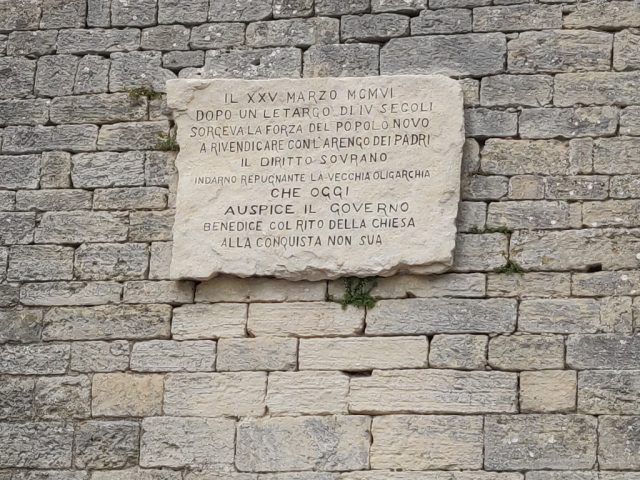 IL XXV MARZO MCMVI
DOPO UN LETARGO DI IV SECOLI
SORGEVA LA FORZA DEL POPOLO NOVO
A RIVENDICARE CON L'ARENGO DEI PADRI
IL DIRITTO SOVRANO
INDARNO REPUGNANTE LA VECCHIA OLIGARCHIA
CHE OGGI
AUSPICE IL GOVERNO
BENEDICE COL RITO DELLA CHIESA
ALLA CONQUISTA NON SUA